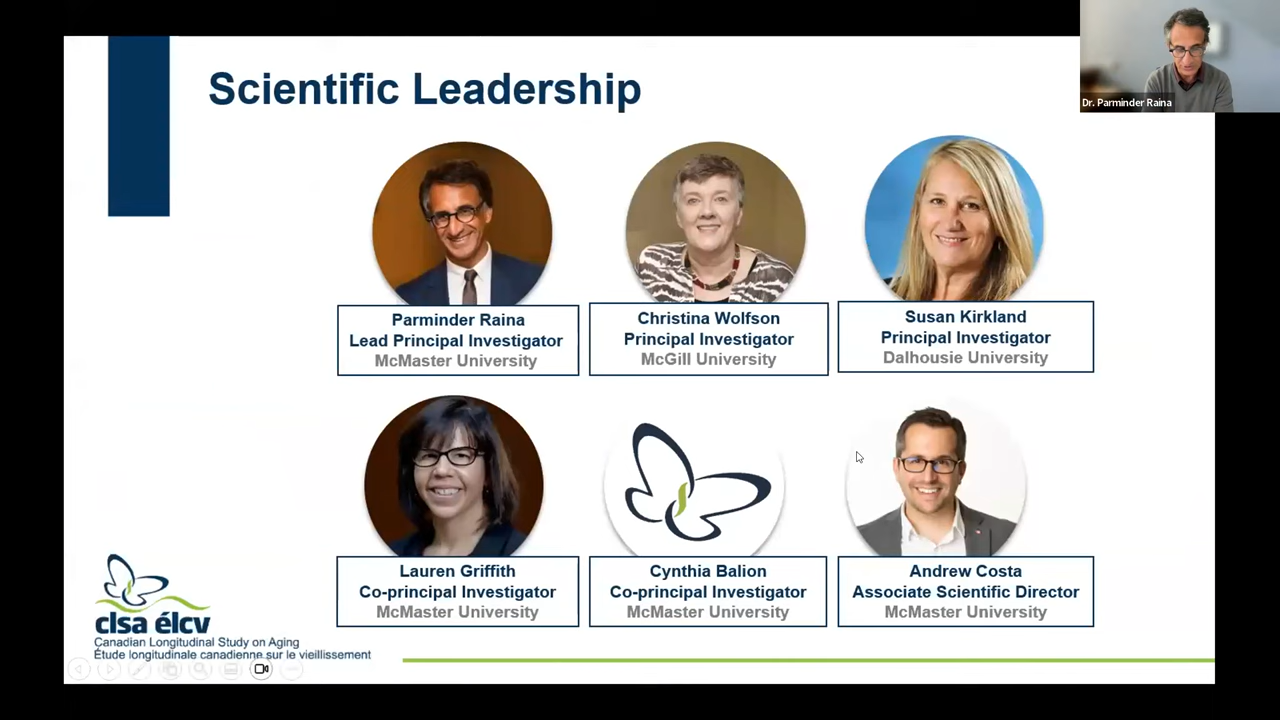 Scientific Leadership
Dr. Parminder Raina
Parminder Raina
Lead Principal Investigator
McMaster University
Christina Wolfson
Principal Investigator
McGill University
Susan Kirkland
Principal Investigator
Dalhousie University
Lauren Griffith
Co-principal Investigator
McMaster University
Cynthia Balion
Co-principal Investigator
McMaster University
Andrew Costa
Associate Scientific Director
McMaster University
clsa élcv
Canadian Longitudinal Study on Aging
Étude longitudinale canadienne sur le vieillissement